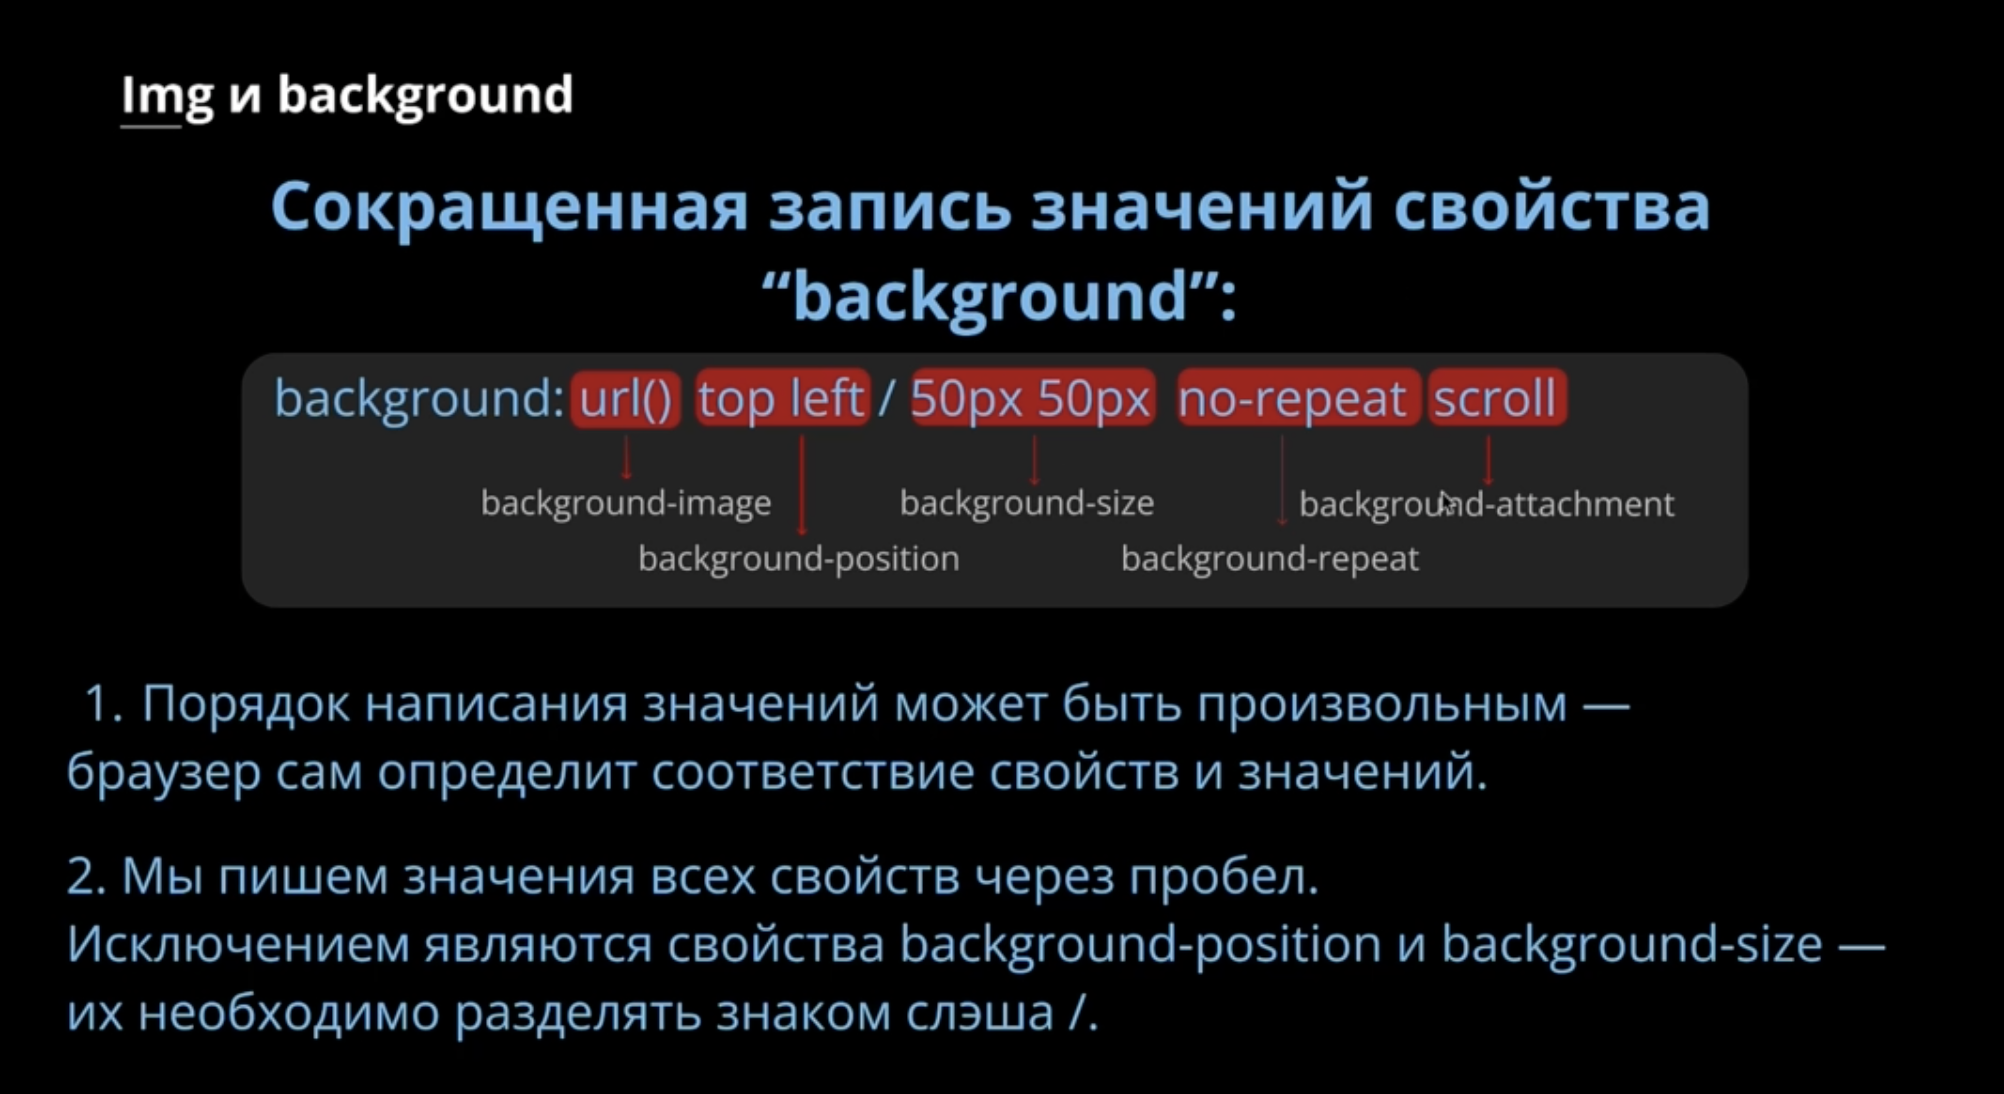 Img и background
Сокращенная запись значений свойства
“background”:
background: url() top left / 50px 50px no-repeat scroll
background-image background-size background-attachment
background-position background-repeat
1. Порядок написания значений может быть произвольным —
браузер сам определит соответствие свойств и значений.
2. Мы пишем значения всех свойств через пробел.
Исключением являются свойства background-position и background-size —
их необходимо разделять знаком слэша /.